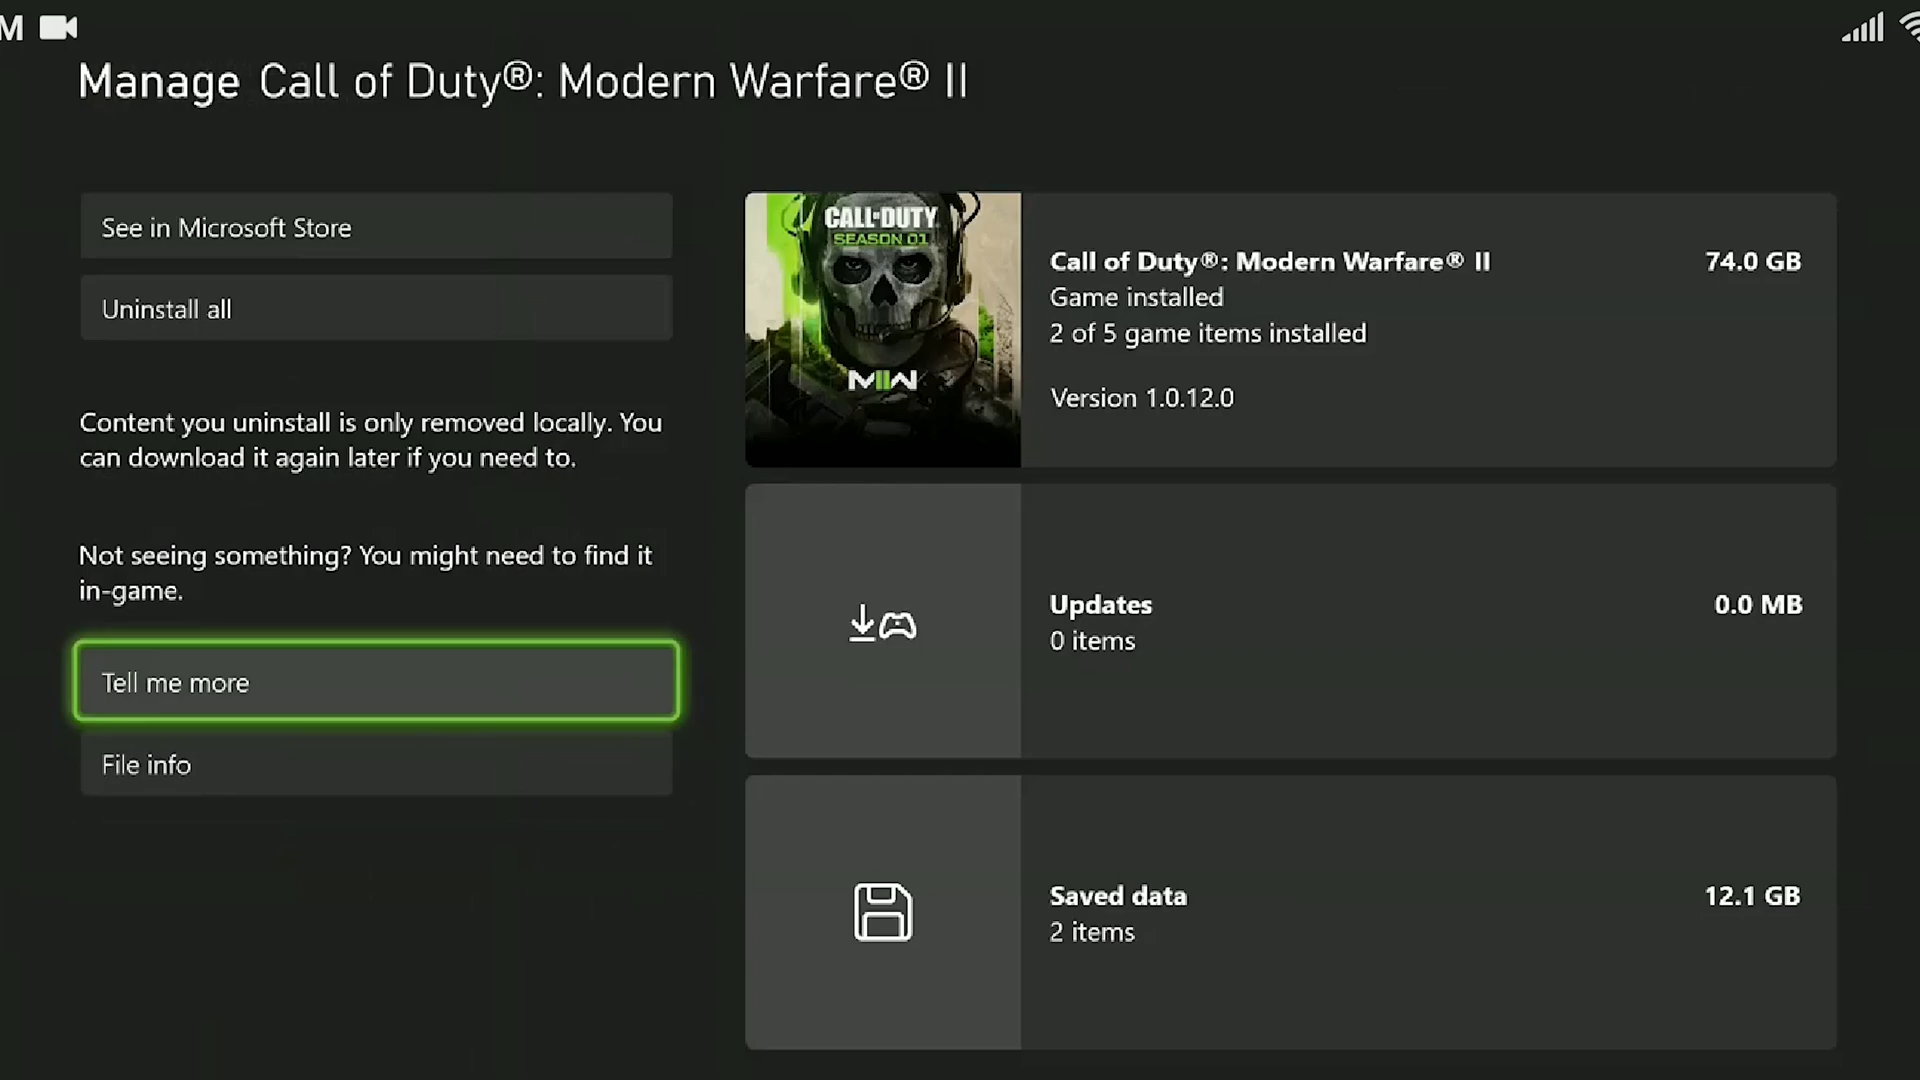 M
Manage Call of Duty®: Modern Warfare® II
See in Microsoft Store
Uninstall all
Content you uninstall is only removed locally. You
can download it again later if you need to.
Not seeing something? You might need to find it
in-game.
Tell me more
File info
CALL·DUTY
SEASON 01
MIIW
Call of Duty®: Modern Warfare® II
74.0 GB
Game installed
2 of 5 game items installed
Version 1.0.12.0
Updates
0.0 MB
0 items
Saved data
12.1 GB
2 items